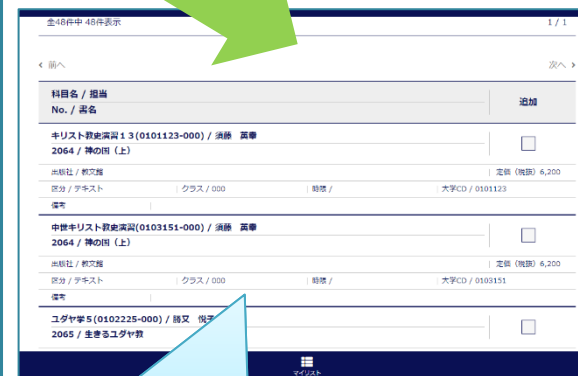 全48件中 48件表示
1 / 1
前へ
次へ
科目名 / 担当
No. / 書名
追加
キリスト教史演習１３(0101123-000) / 須藤　英幸
2064 / 神の国（上）
出版社 / 教文館
定価（税抜）6,200
区分 / テキスト
クラス / 000
時限 /
大学CD / 0101123
備考
中世キリスト教史演習(0103151-000) / 須藤　英幸
2064 / 神の国（上）
出版社 / 教文館
定価（税抜）6,200
区分 / テキスト
クラス / 000
時限 /
大学CD / 0103151
備考
ユダヤ学５(0102225-000) / 勝又　悦子
2065 / 生きるユダヤ教
マイリスト